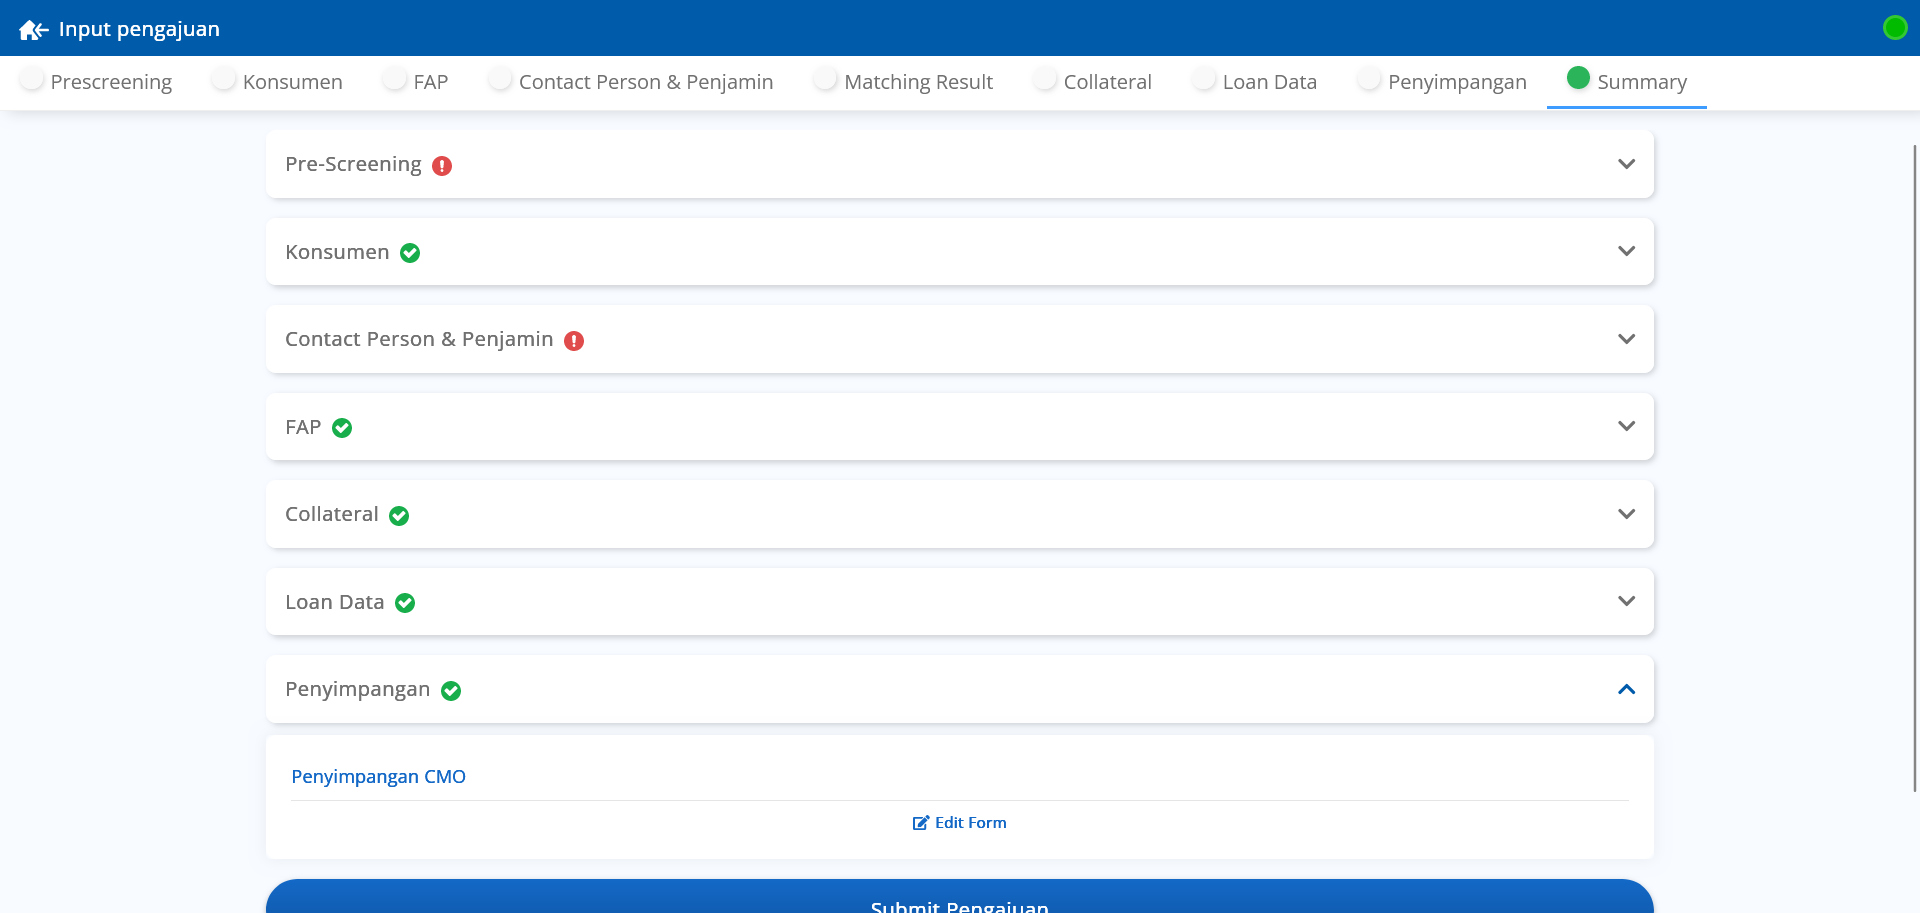 Input pengajuan
Prescreening Konsumen FAP Contact Person & Penjamin Matching Result Collateral Loan Data Penyimpangan Summary
Pre-Screening
Konsumen
Contact Person & Penjamin
FAP
Collateral
Loan Data
Penyimpangan
Penyimpangan CMO
Edit Form
Submit Pengajuan